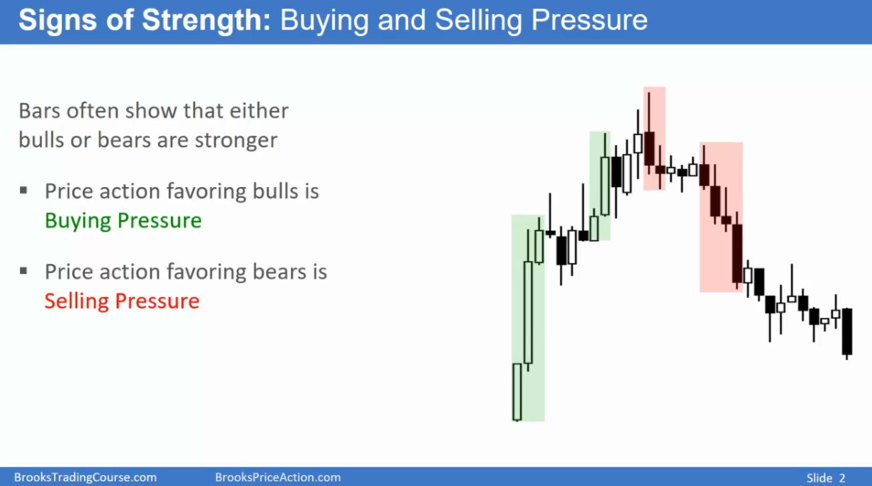 Signs of Strength: Buying and Selling Pressure
Bars often show that either
bulls or bears are stronger
▪ Price action favoring bulls is
Buying Pressure
▪ Price action favoring bears is
Selling Pressure
BrooksTradingCourse.com
BrooksPriceAction.com
Slide 2